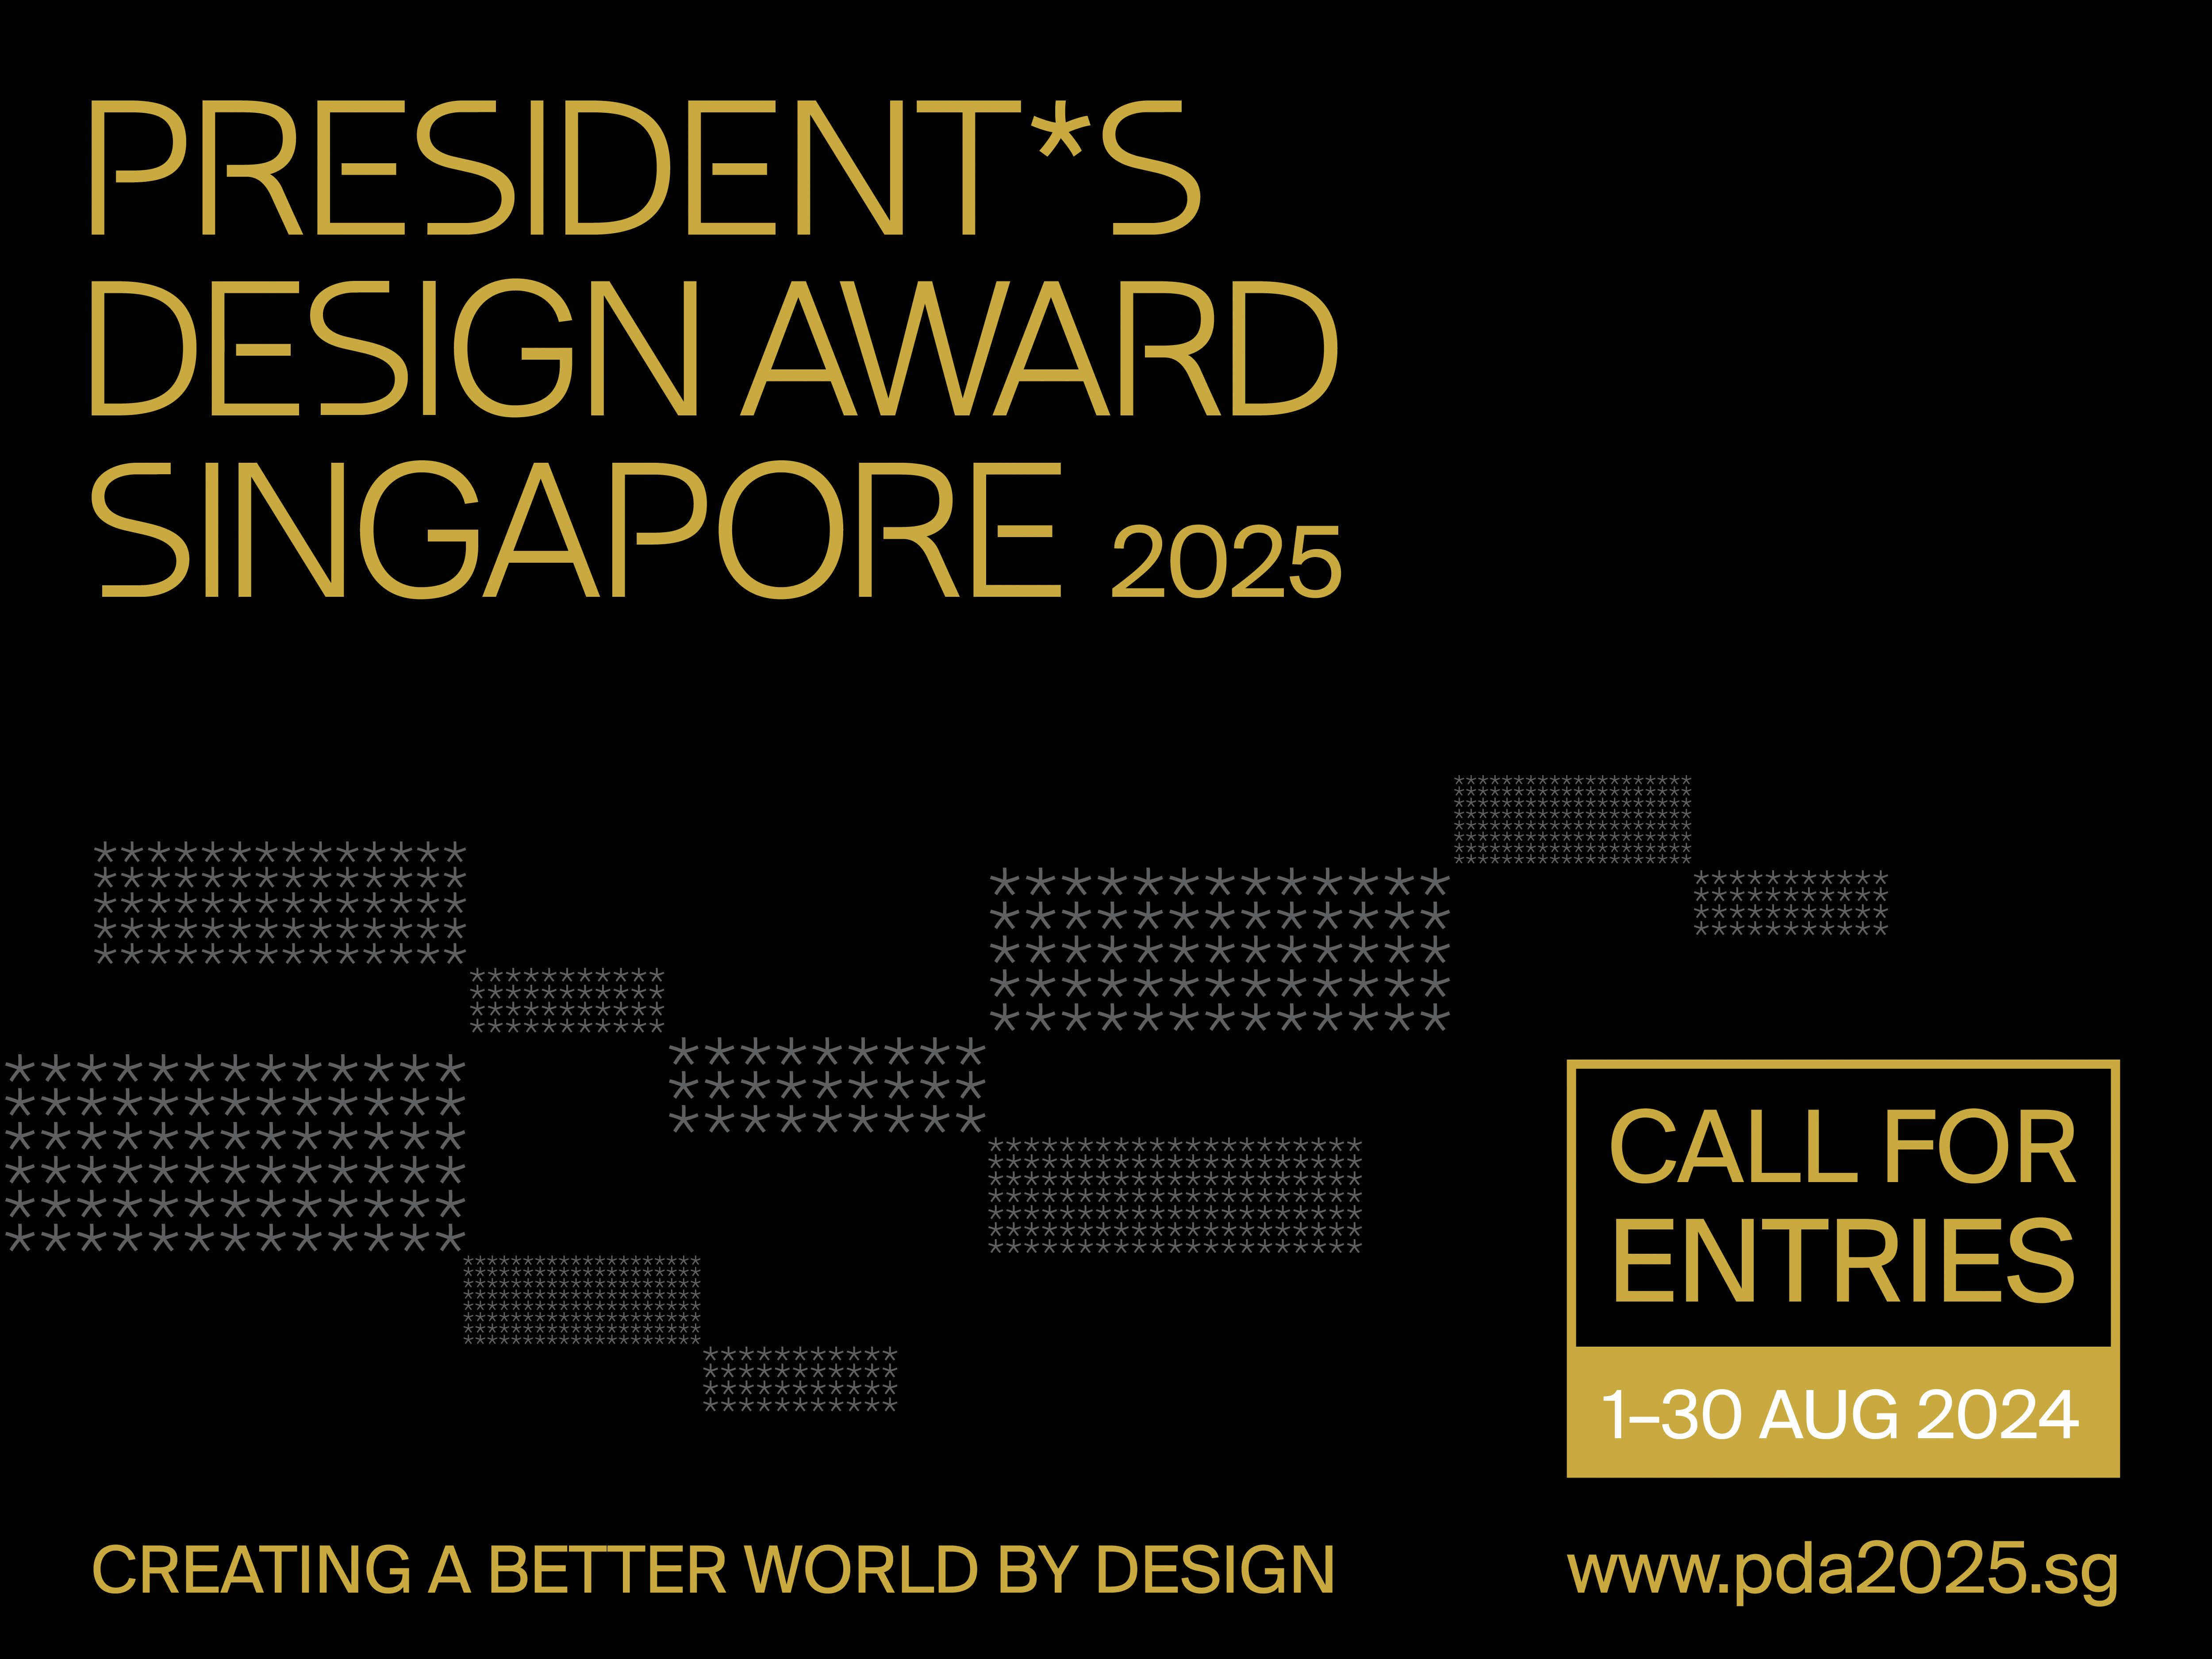 PRESIDENT*S
DESIGN AWARD
SINGAPORE 2025
CALL FOR
ENTRIES
1–30 AUG 2024
CREATING A BETTER WORLD BY DESIGN
www.pda2025.sg